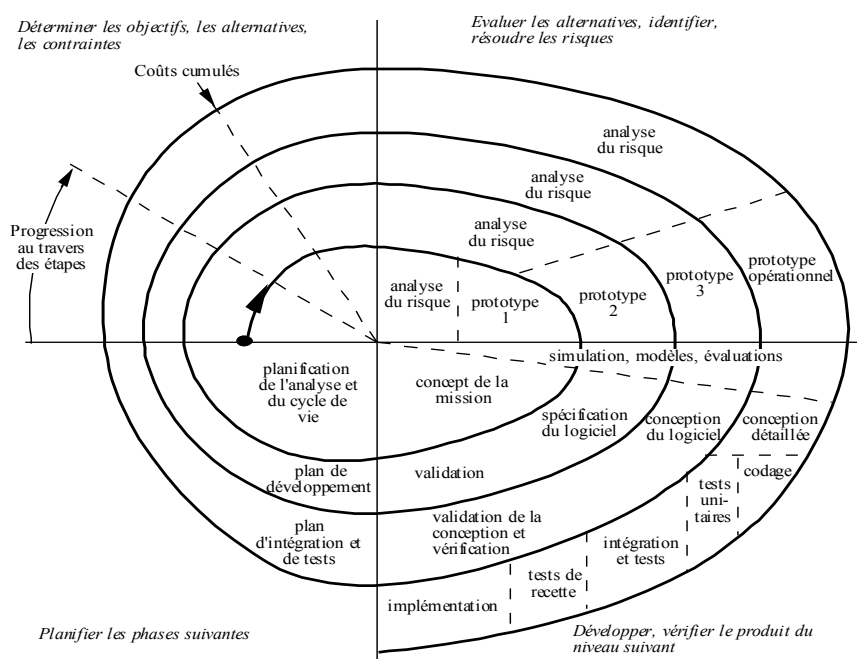 Déterminer les objectifs, les alternatives,
les contraintes
Evaluer les alternatives, identifier,
résoudre les risques
Coûts cumulés
Progression
au travers
des étapes
analyse
du risque
analyse
du risque
analyse
du risque
analyse
du risque
prototype
1
prototype
2
prototype
3
prototype
opérationnel
simulation, modèles, évaluations
planification
de l'analyse et
du cycle de
vie
concept de la
mission
spécification
du logiciel
conception
du logiciel
conception
détaillée
plan de
développement
validation
tests
uni-
taires
codage
plan
d'intégration et
de tests
validation de la
conception et
vérification
intégration
et tests
tests de
recette
implémentation
Planifier les phases suivantes
Développer, vérifier le produit du
niveau suivant